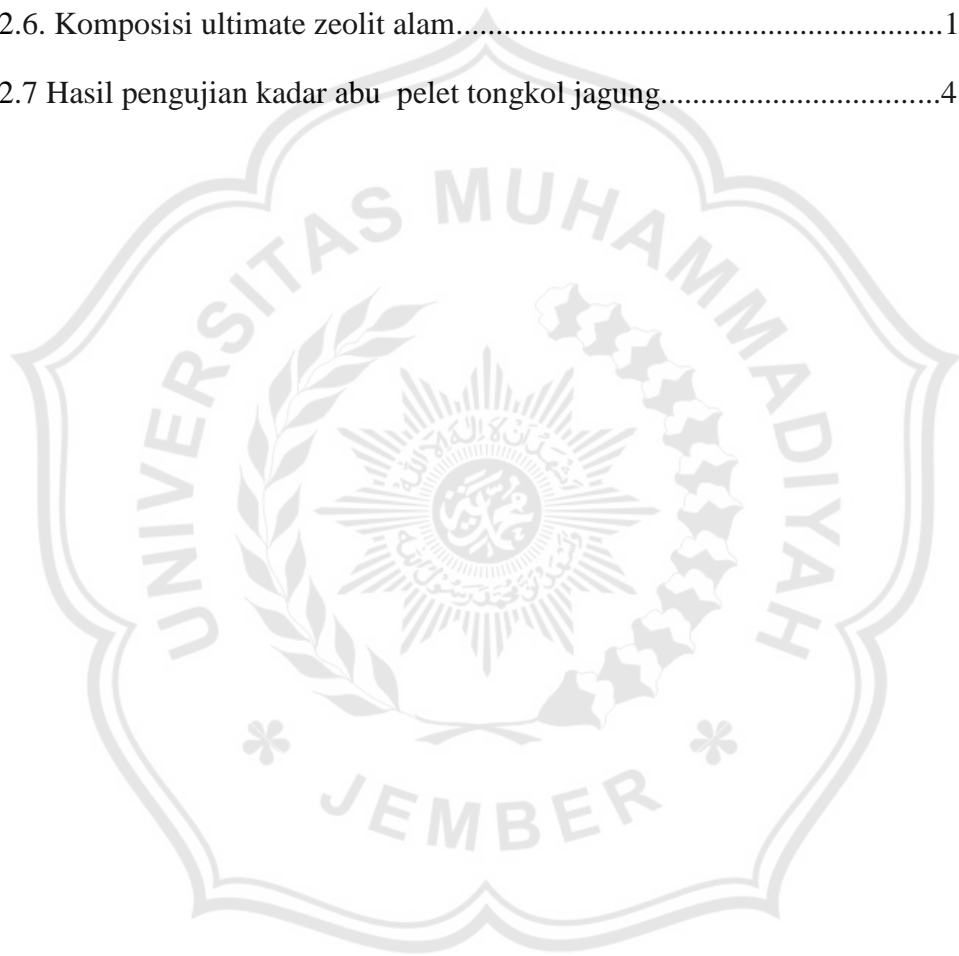 2.6. Komposisi ultimate zeolit alam.............................................................1
2.7 Hasil pengujian kadar abu  pelet tongkol jagung...................................4
UNIVERSITAS MUHAMMADIYAH
JEMBER